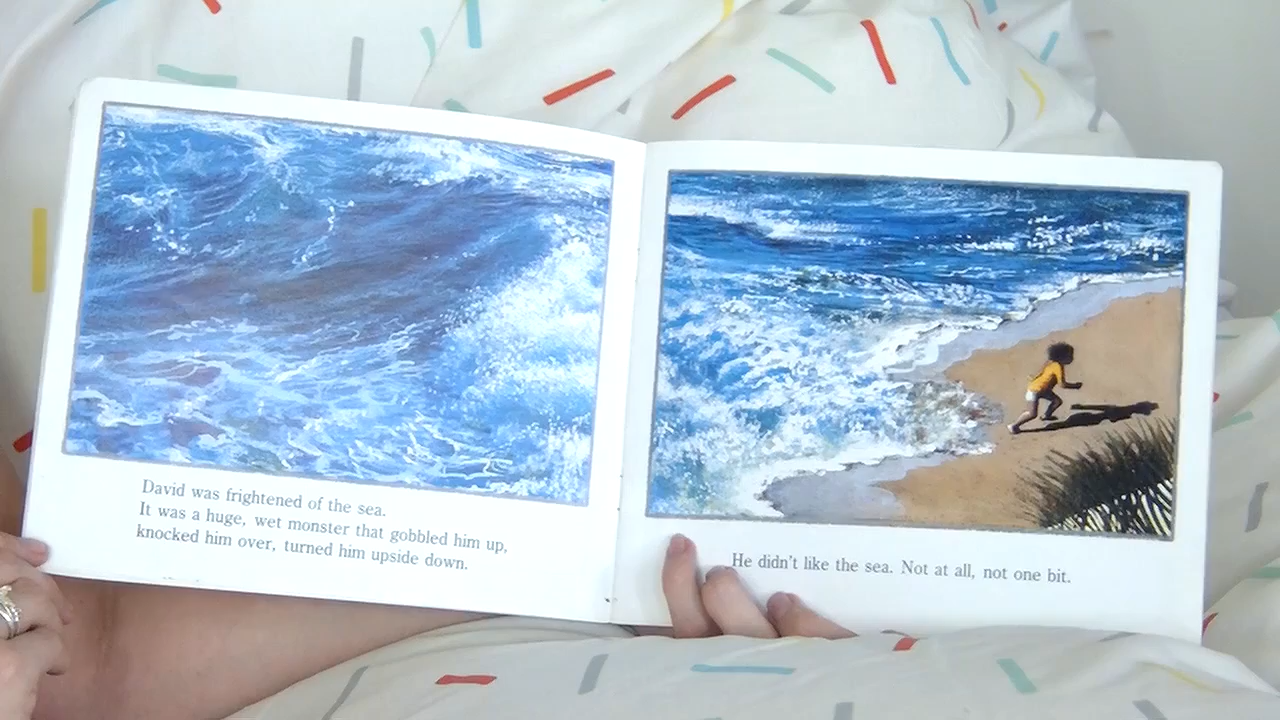 David was frightened of the sea.
It was a huge, wet monster that gobbled him up,
knocked him over, turned him upside down.
He didn't like the sea. Not at all, not one bit.